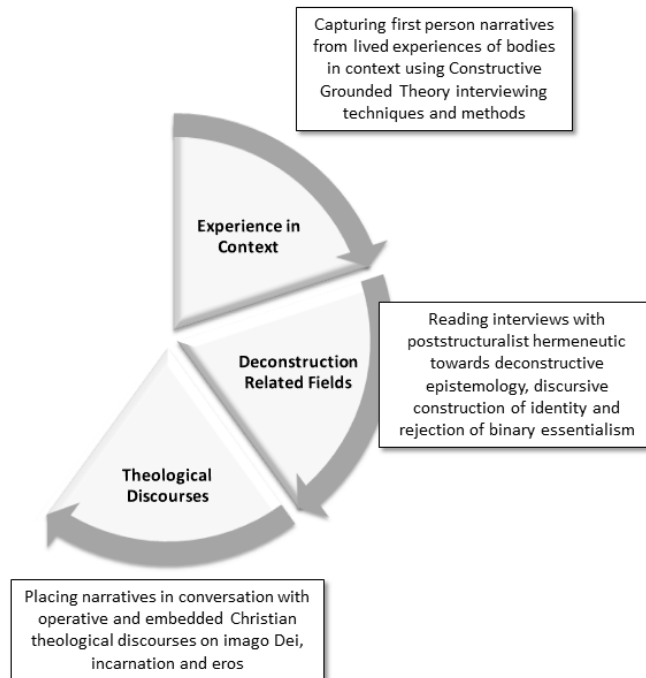 Capturing first person narratives
from lived experiences of bodies
in context using Constructive
Grounded Theory interviewing
techniques and methods
Experience in
Context
Reading interviews with
poststructuralist hermeneutic
towards deconstructive
epistemology, discursive
construction of identity and
rejection of binary essentialism
Deconstruction
Related Fields
Theological
Discourses
Placing narratives in conversation with
operative and embedded Christian
theological discourses on imago Dei,
incarnation and eros